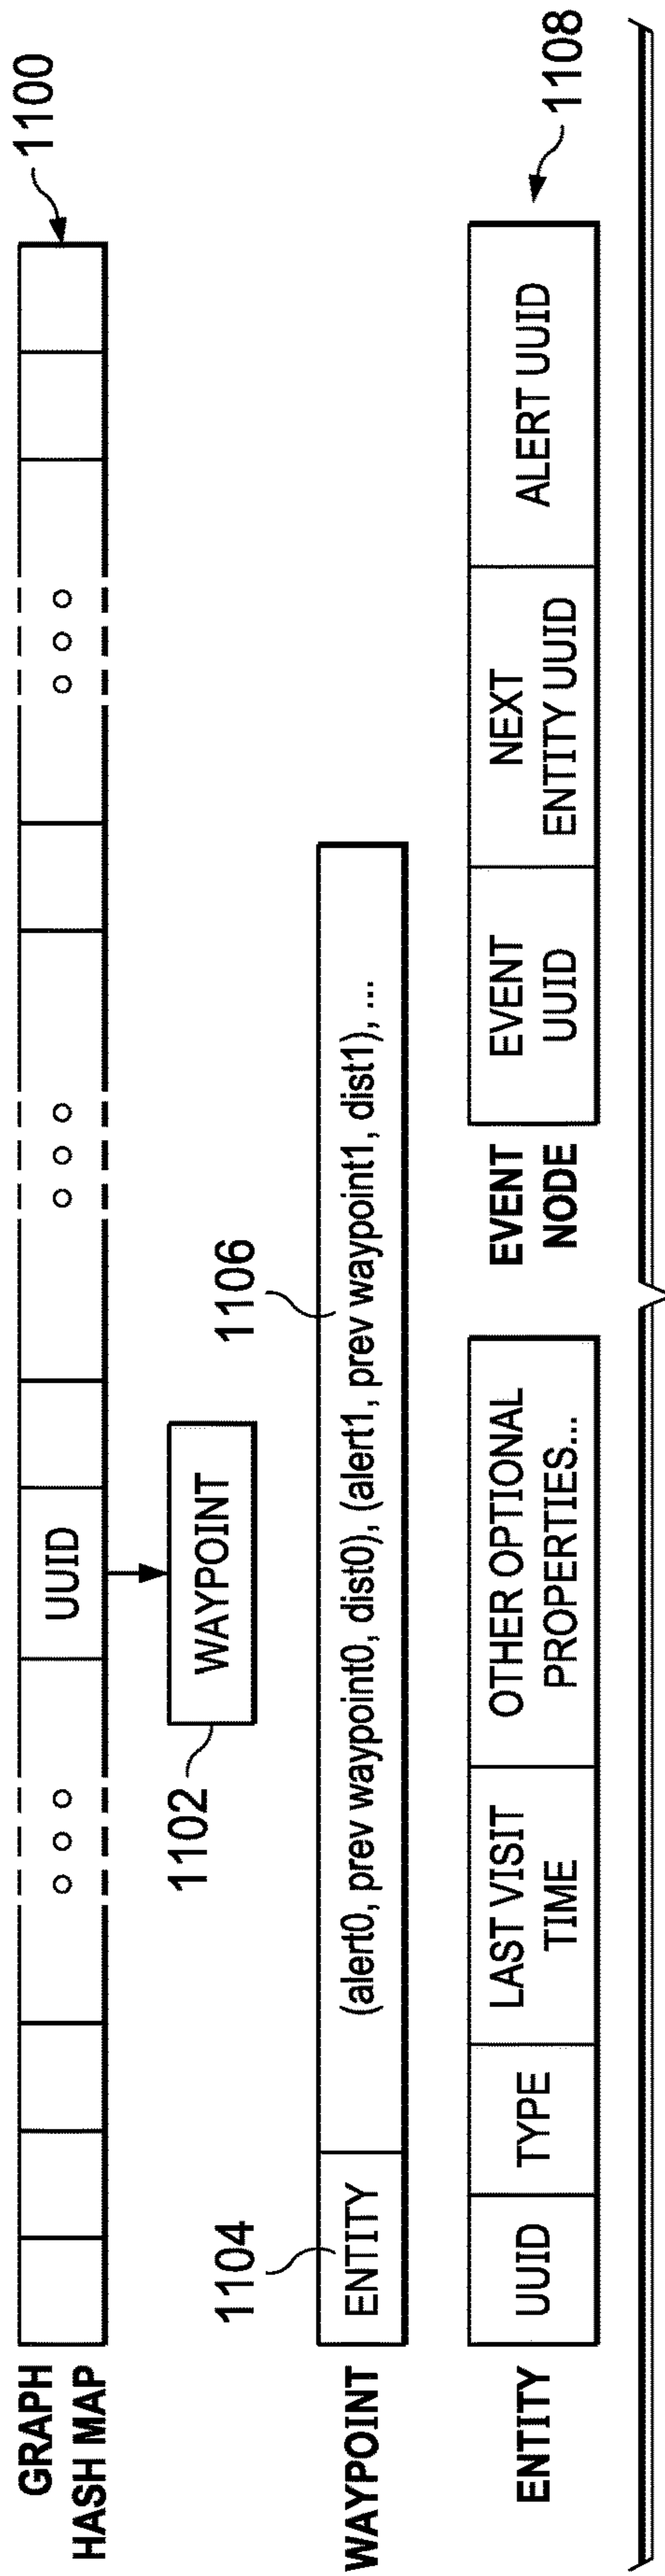 1100
GRAPH
HASH MAP
UUID
WAYPOINT
1102
1104
1106
WAYPOINT
ENTITY
(alert0, prev waypoint0, dist0), (alert1, prev waypoint1, dist1), ...
1108
ENTITY
UUID
TYPE
LAST VISIT
TIME
OTHER OPTIONAL
PROPERTIES...
EVENT
NODE
EVENT
UUID
NEXT
ENTITY UUID
ALERT UUID